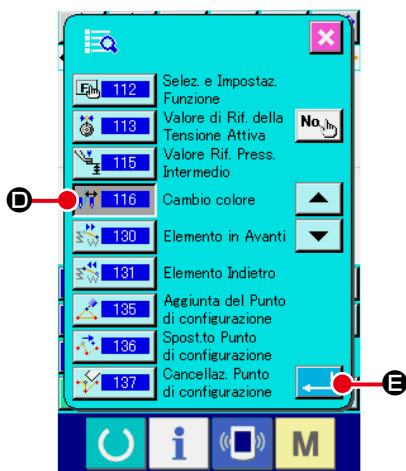 112 Selez. e Impostaz.
Funzione
113 Valore di Rif. della
Tensione Attiva
No.
115 Valore Rif. Press.
Intermedio
D
116 Cambio colore
130 Elemento in Avanti
131 Elemento Indietro
135 Aggiunta del Punto
di configurazione
136 Spost.to Punto
di configurazione
137 Cancellaz. Punto
di configurazione
E
i
M